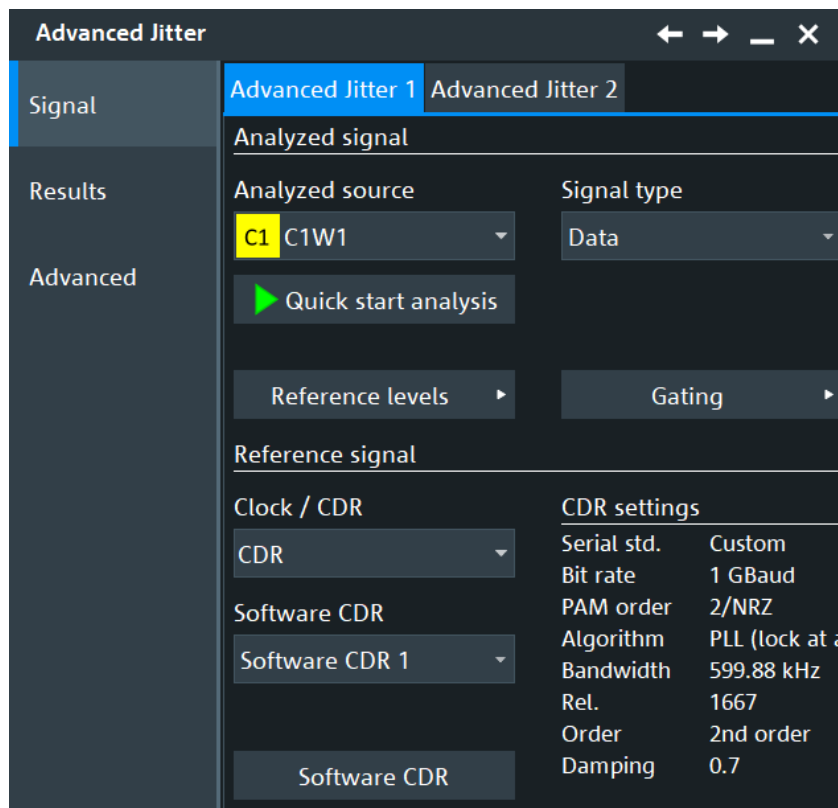 Advanced Jitter
Signal
Results
Advanced
Advanced Jitter 1 Advanced Jitter 2
Analyzed signal
Analyzed source Signal type
C1 C1W1 Data
Quick start analysis
Reference levels Gating
Reference signal
Clock / CDR CDR settings
CDR
Serial std. Custom
Bit rate 1 GBaud
Software CDR
PAM order 2/NRZ
Algorithm PLL (lock at a
Software CDR 1
Bandwidth 599.88 kHz
Rel. 1667
Order 2nd order
Damping 0.7
Software CDR